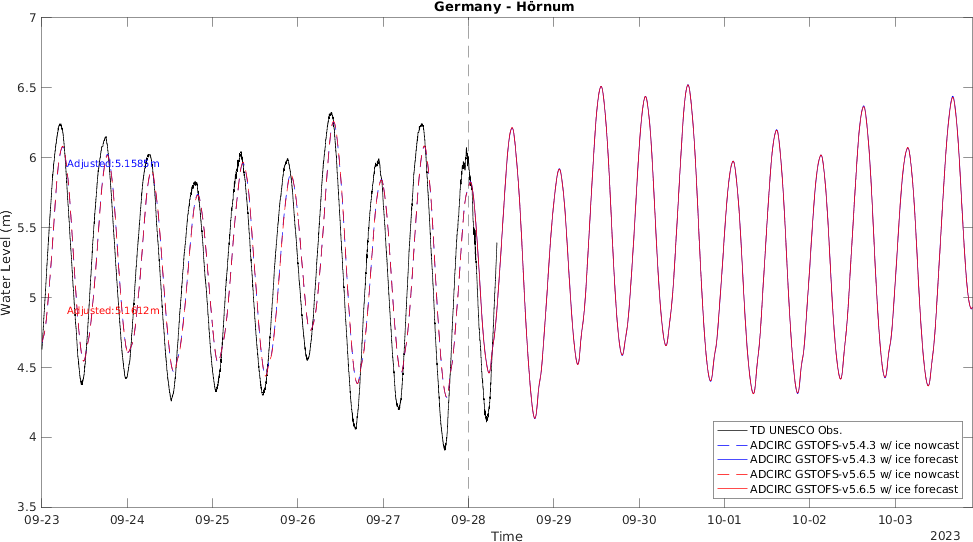 Germany - Hörnum
7
6.5
6
5.5
5
4.5
4
3.5
Water Level (m)
Adjusted:5.1585m
Adjusted:5.1612m
TD UNESCO Obs.
ADCIRC GSTOFS-v5.4.3 w/ ice nowcast
ADCIRC GSTOFS-v5.4.3 w/ ice forecast
ADCIRC GSTOFS-v5.6.5 w/ ice nowcast
ADCIRC GSTOFS-v5.6.5 w/ ice forecast
09-23 09-24 09-25 09-26 09-27 09-28 09-29 09-30 10-01 10-02 10-03
Time
2023